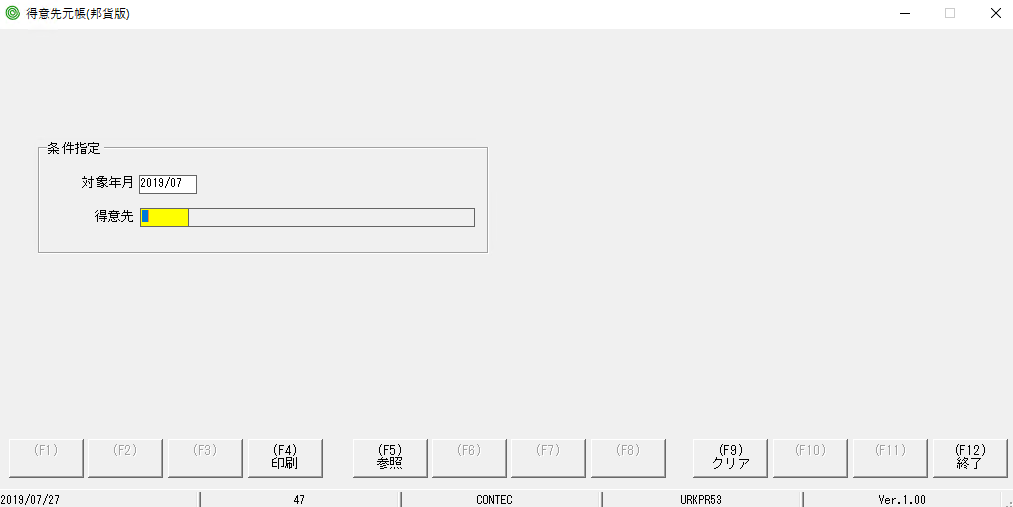 得意先元帳(邦貨版)
条件指定
対象年月 2019/07
得意先
(F1) (F2) (F3) (F4) (F5) (F6) (F7) (F8) (F9) (F10) (F11) (F12)
印刷 参照 クリア 終了
2019/07/27 47 CONTEC URKPR53 Ver.1.00